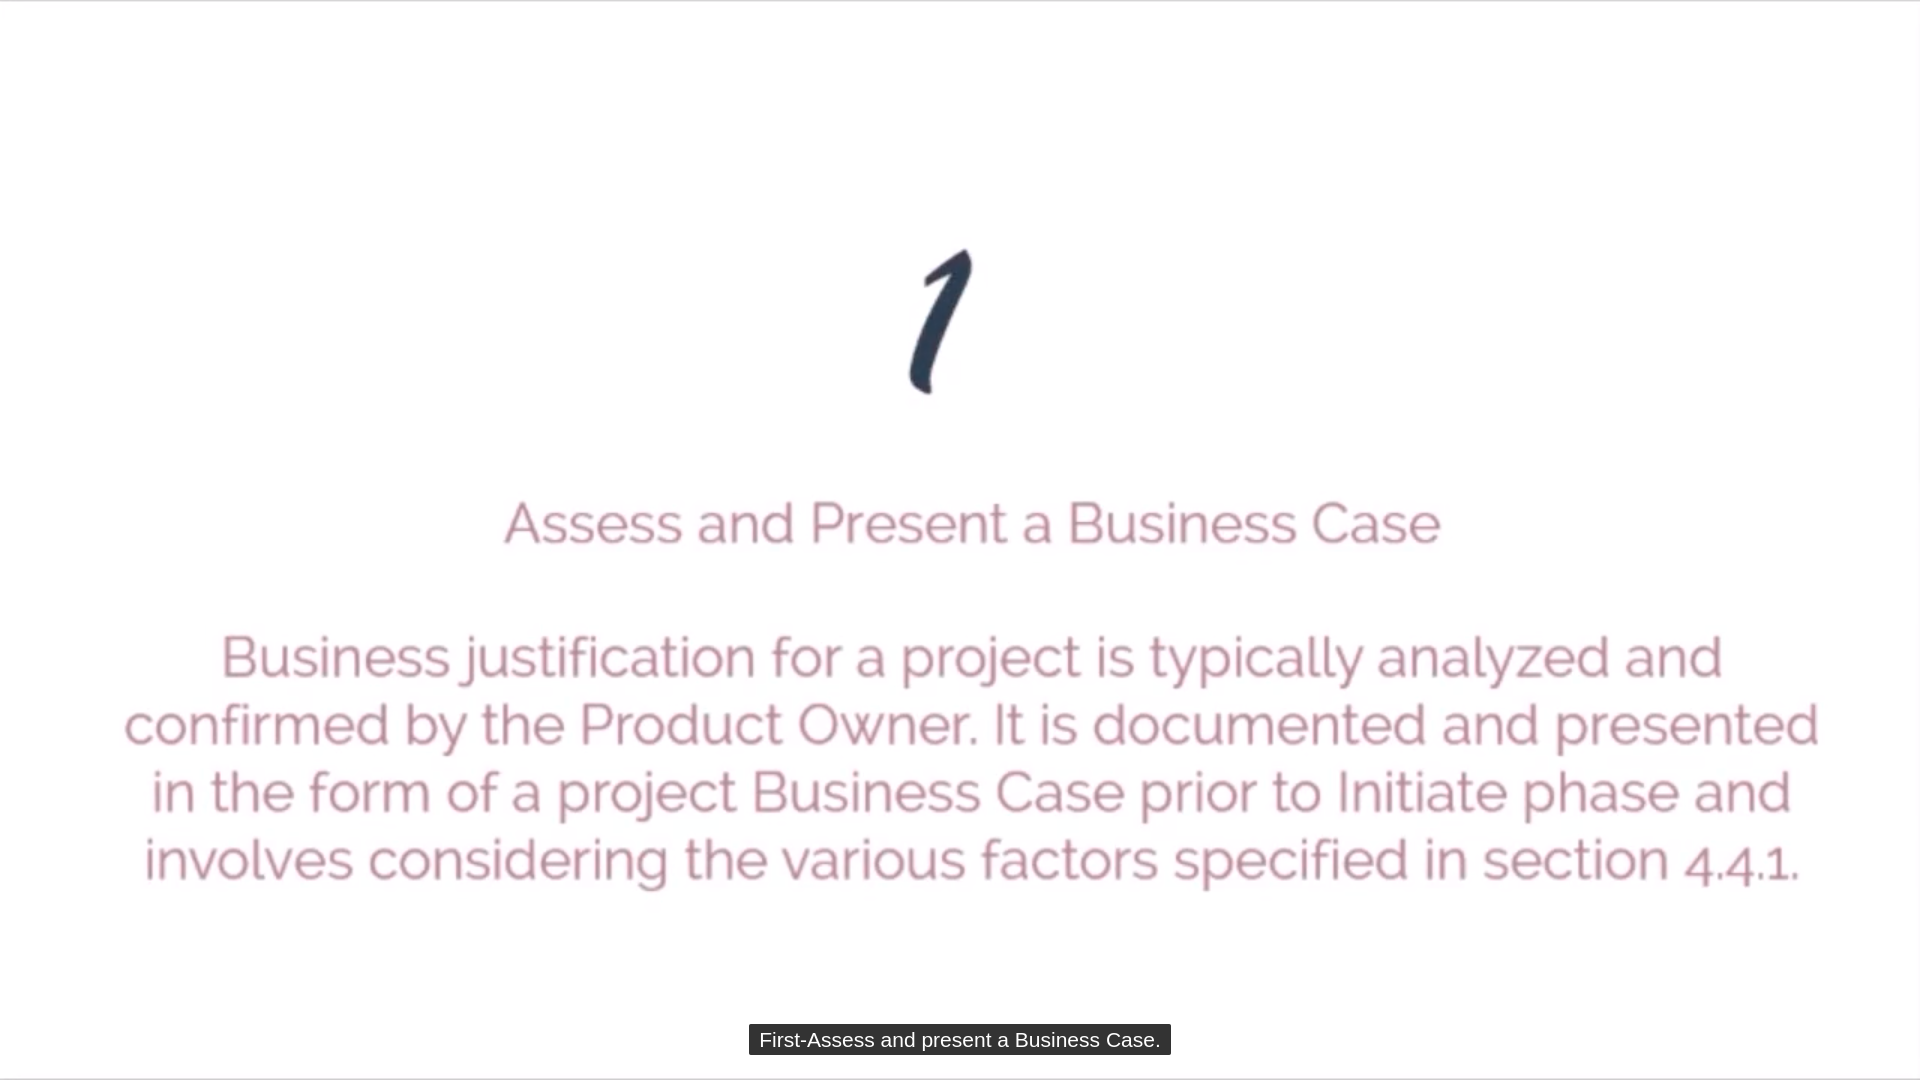 1
Assess and Present a Business Case
Business justification for a project is typically analyzed and
confirmed by the Product Owner. It is documented and presented
in the form of a project Business Case prior to Initiate phase and
involves considering the various factors specified in section 4.4.1.
First-Assess and present a Business Case.